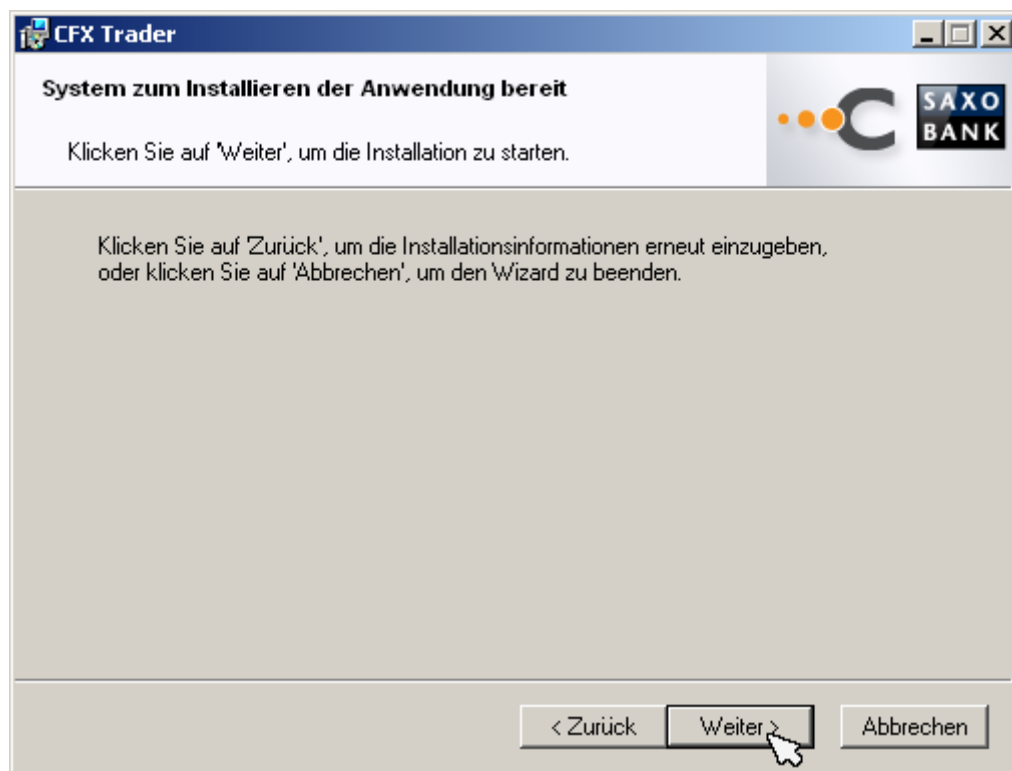 CFX Trader
System zum Installieren der Anwendung bereit
Klicken Sie auf 'Weiter', um die Installation zu starten.
SAXO
BANK
Klicken Sie auf 'Zurück', um die Installationsinformationen erneut einzugeben,
oder klicken Sie auf 'Abbrechen', um den Wizard zu beenden.
< Zurück
Weiter >
Abbrechen